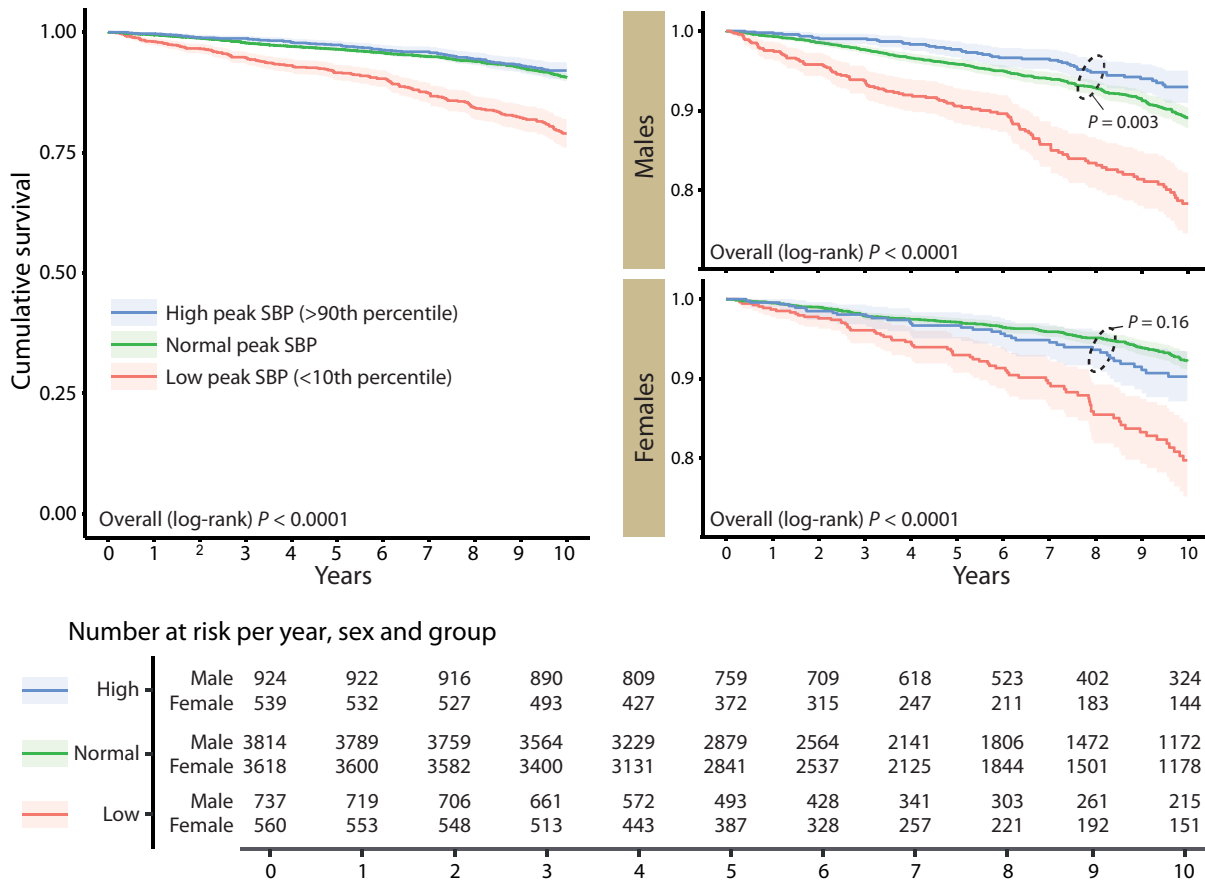 Cumulative survival
1.00
0.75
0.50
0.25
0.00
High peak SBP (>90th percentile)
Normal peak SBP
Low peak SBP (<10th percentile)
Overall (log-rank) P < 0.0001
0 1 2 3 4 5 6 7 8 9 10
Years
Males
1.0
0.9
0.8
P = 0.003
Overall (log-rank) P < 0.0001
Females
1.0
0.9
0.8
P = 0.16
Overall (log-rank) P < 0.0001
0 1 2 3 4 5 6 7 8 9 10
Years
Number at risk per year, sex and group
High
Male 924 922 916 890 809 759 709 618 523 402 324
Female 539 532 527 493 427 372 315 247 211 183 144
Normal
Male 3814 3789 3759 3564 3229 2879 2564 2141 1806 1472 1172
Female 3618 3600 3582 3400 3131 2841 2537 2125 1844 1501 1178
Low
Male 737 719 706 661 572 493 428 341 303 261 215
Female 560 553 548 513 443 387 328 257 221 192 151
0 1 2 3 4 5 6 7 8 9 10